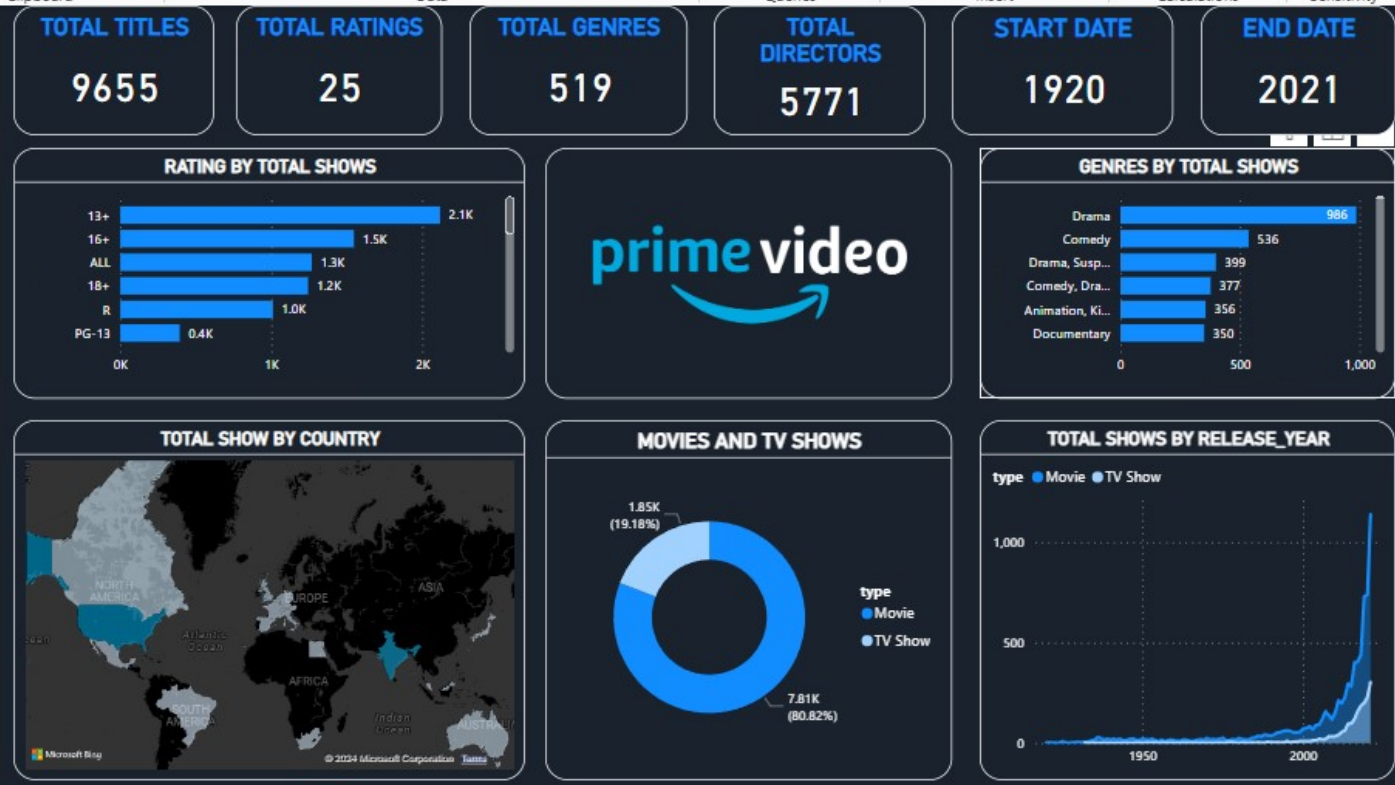 TOTAL TITLES
9655
TOTAL RATINGS
25
TOTAL GENRES
519
TOTAL
DIRECTORS
5771
START DATE
1920
END DATE
2021
RATING BY TOTAL SHOWS
13+
2.1K
16+
1.5K
ALL
1.3K
18+
1.2K
R
1.0K
PG-13
0.4K
0K
1K
2K
prime video
GENRES BY TOTAL SHOWS
Drama
986
Comedy
536
Drama, Susp...
399
Comedy, Dra...
377
Animation, Ki...
356
Documentary
350
0
500
1,000
TOTAL SHOW BY COUNTRY
NORTH
AMERICA
EUROPE
ASIA
Atlantic
Ocean
AFRICA
SOUTH
AMERICA
Indian
Ocean
Microsoft Bing
© 2024 Microsoft Corporation Terms
MOVIES AND TV SHOWS
1.85K
(19.18%)
7.81K
(80.82%)
type
Movie
TV Show
TOTAL SHOWS BY RELEASE_YEAR
type Movie TV Show
1,000
500
0
1950
2000